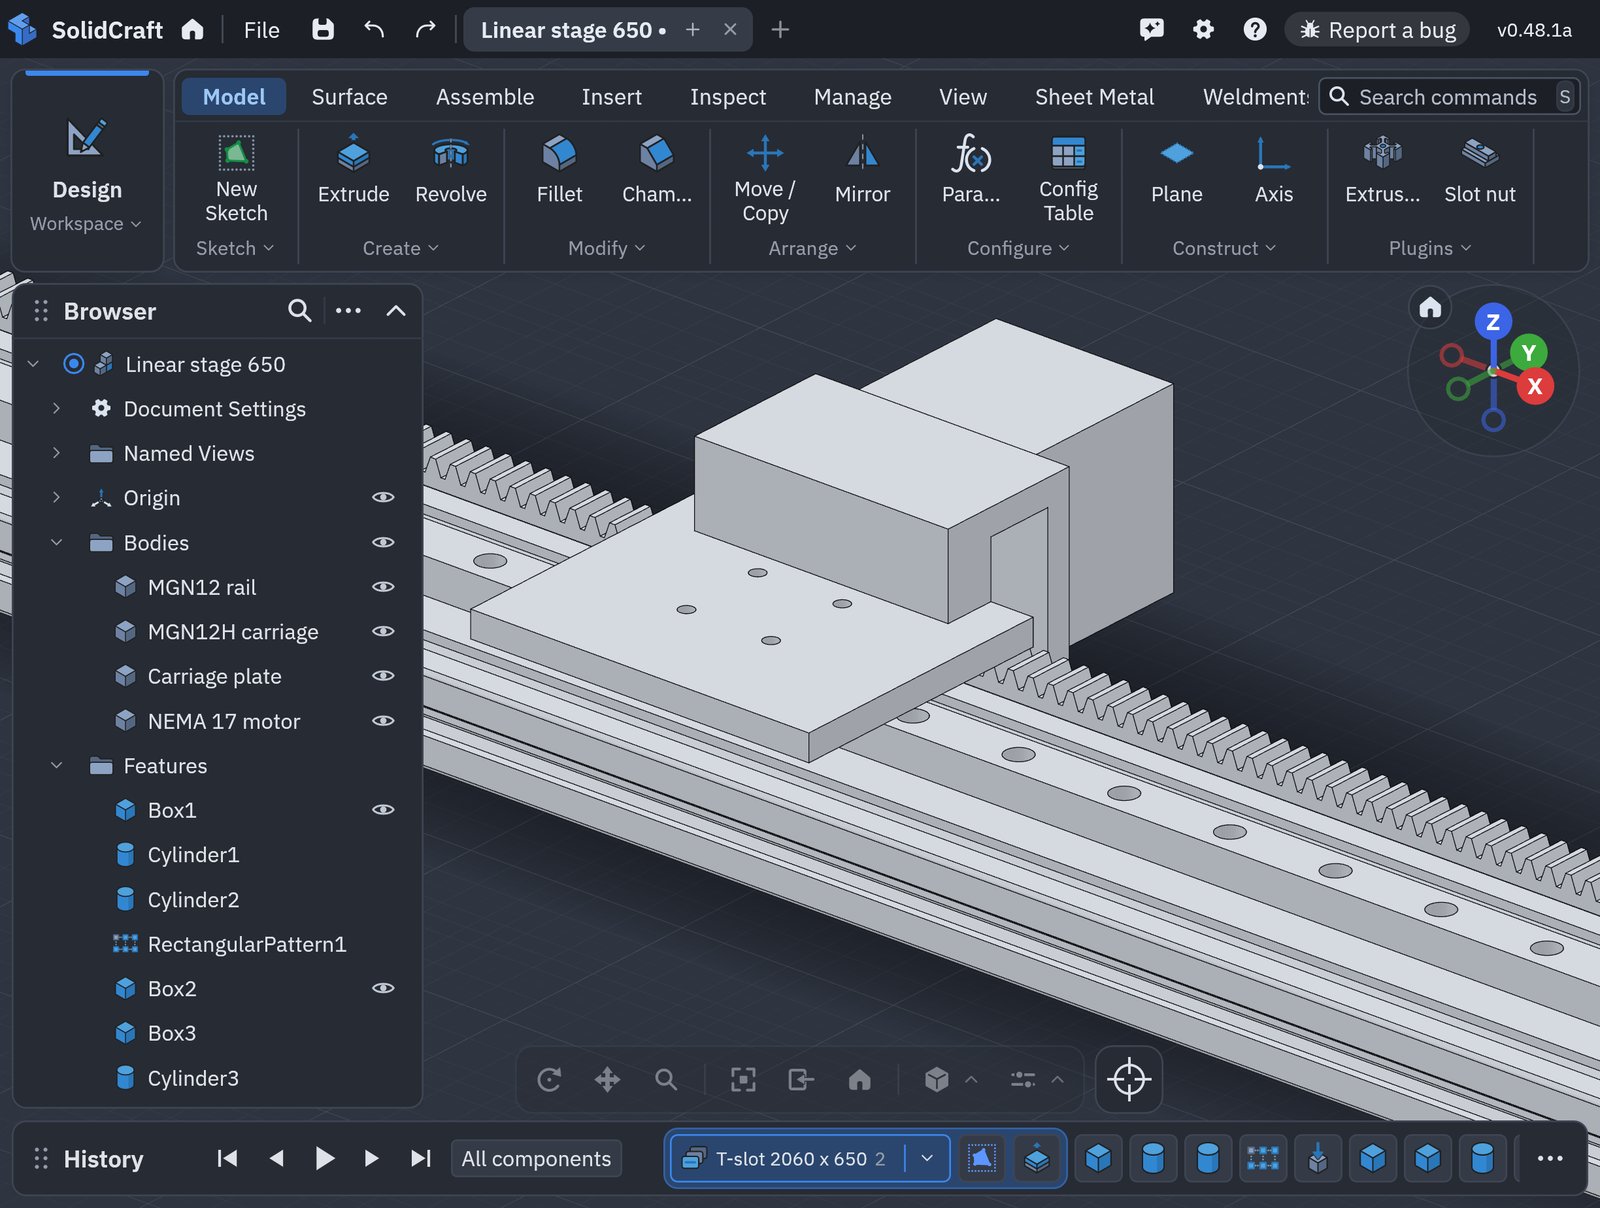 SolidCraft File Linear stage 650 • Report a bug v0.48.1a
Design
Workspace
Model Surface Assemble Insert Inspect Manage View Sheet Metal Weldments Search commands S
New Sketch
Extrude
Revolve
Fillet
Cham...
Move / Copy
Mirror
Para...
Config Table
Plane
Axis
Extrus...
Slot nut
Sketch Create Modify Arrange Configure Construct Plugins
Browser
Linear stage 650
Document Settings
Named Views
Origin
Bodies
MGN12 rail
MGN12H carriage
Carriage plate
NEMA 17 motor
Features
Box1
Cylinder1
Cylinder2
RectangularPattern1
Box2
Box3
Cylinder3
Z
Y
X
History All components T-slot 2060 x 650 2